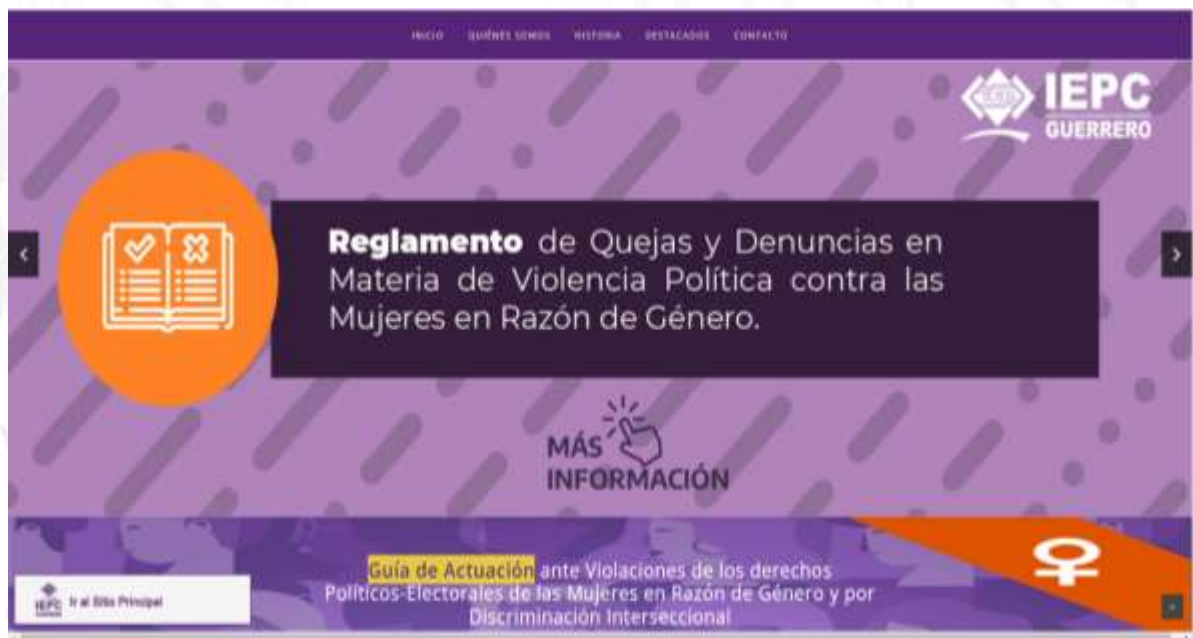 INICIO QUIÉNES SOMOS HISTORIA DESTACADOS CONTACTO
IEPC
GUERRERO
Reglamento de Quejas y Denuncias en
Materia de Violencia Política contra las
Mujeres en Razón de Género.
MÁS
INFORMACIÓN
Guía de Actuación ante Violaciones de los derechos
Políticos-Electorales de las Mujeres en Razón de Género y por
Discriminación Interseccional
IEPC Ir al Sitio Principal